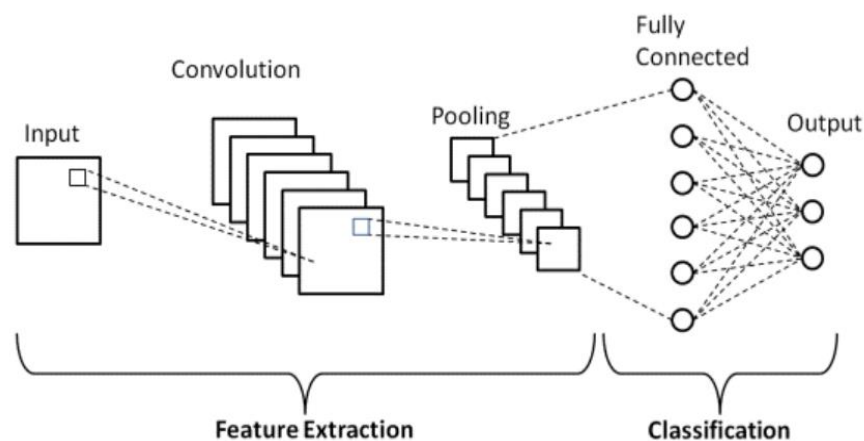 Fully
Connected
Convolution
Pooling
Input
Output
Feature Extraction
Classification